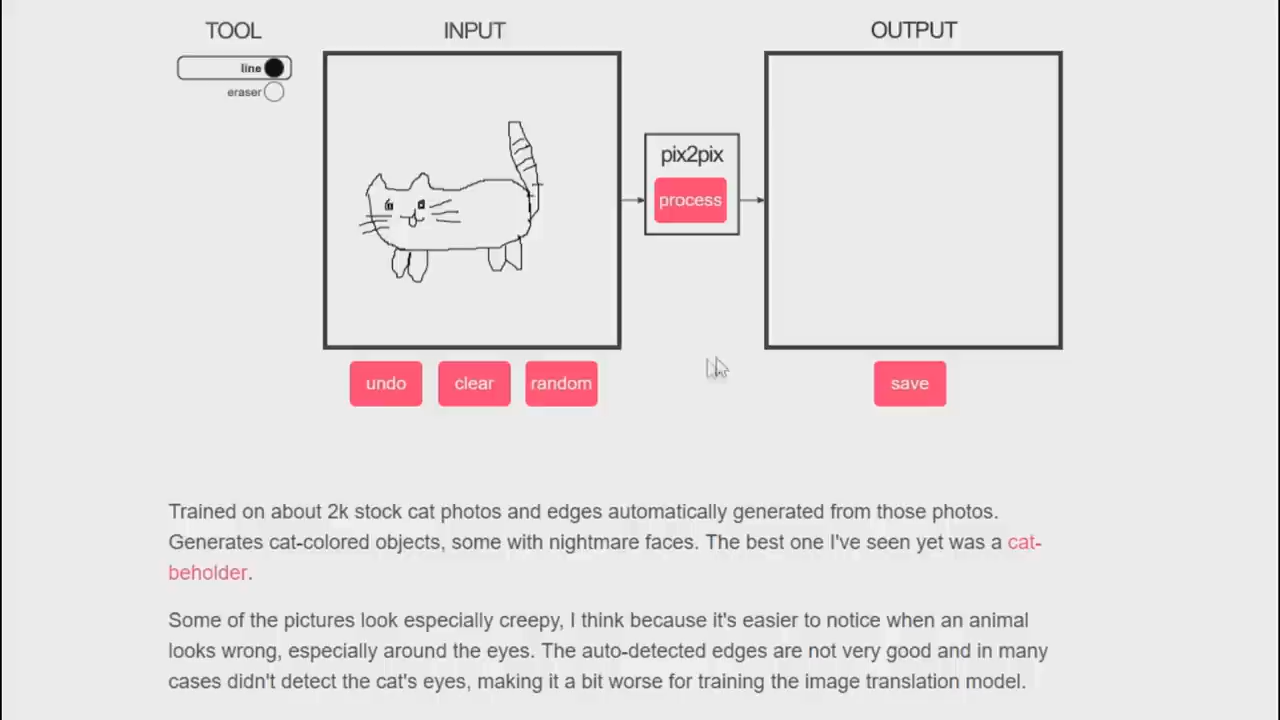 TOOL
INPUT
OUTPUT
line
eraser
pix2pix
process
undo
clear
random
save
Trained on about 2k stock cat photos and edges automatically generated from those photos.
Generates cat-colored objects, some with nightmare faces. The best one I've seen yet was a cat-
beholder.
Some of the pictures look especially creepy, I think because it's easier to notice when an animal
looks wrong, especially around the eyes. The auto-detected edges are not very good and in many
cases didn't detect the cat's eyes, making it a bit worse for training the image translation model.